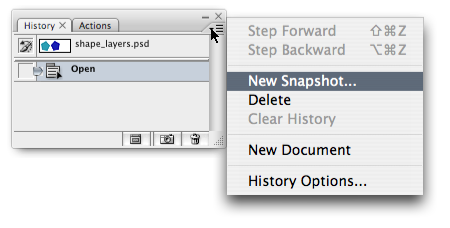 History × Actions
shape_layers.psd
Open
Step Forward ⇧⌘Z
Step Backward ⌥⌘Z
New Snapshot...
Delete
Clear History
New Document
History Options...